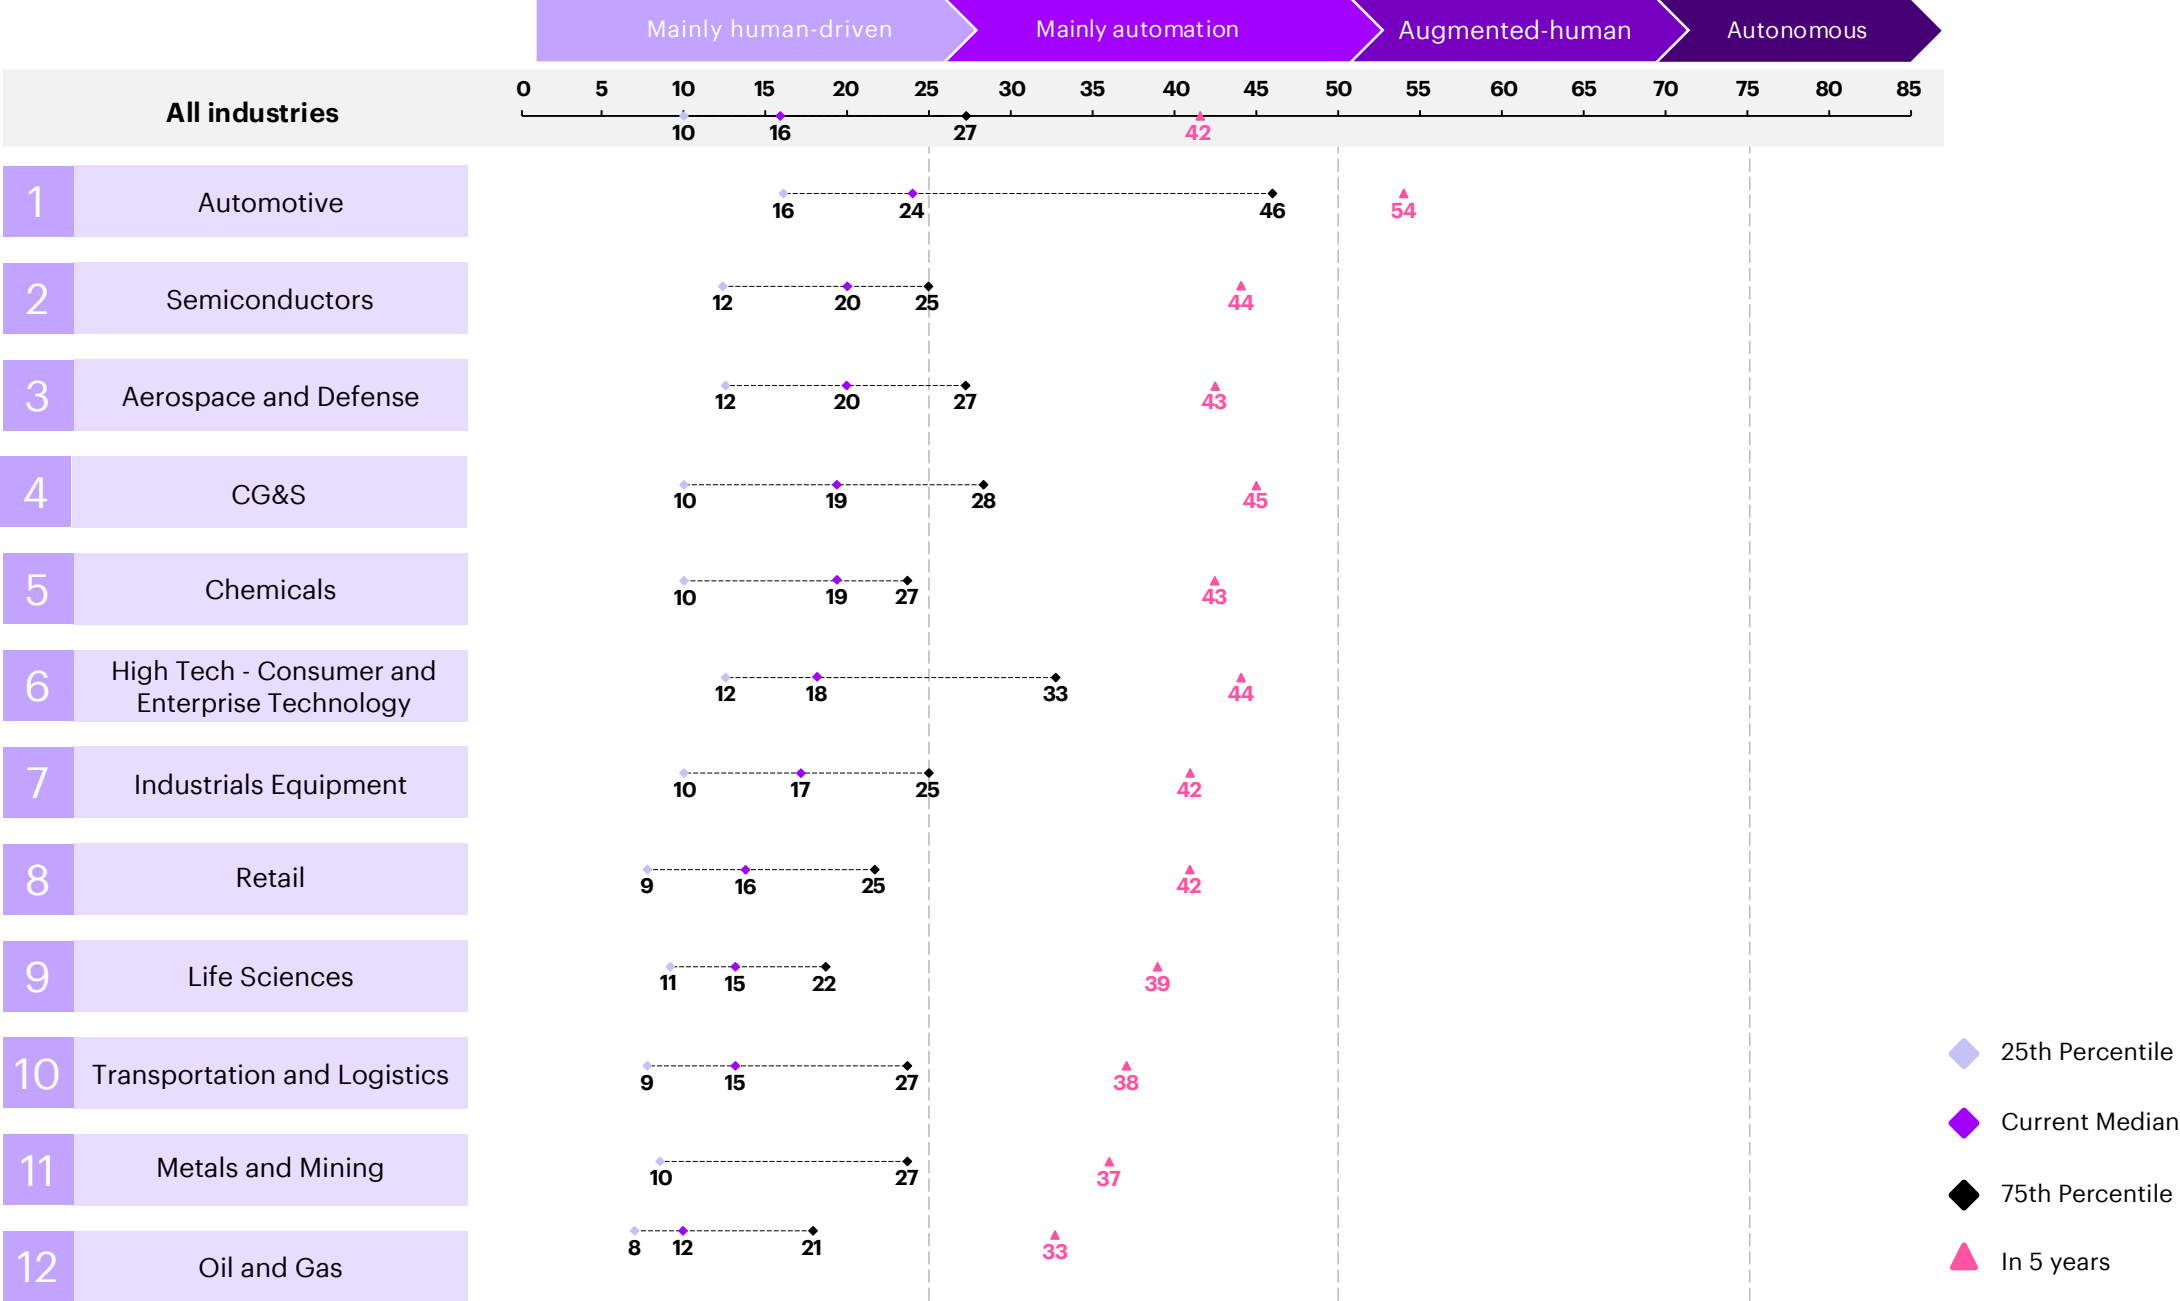 Mainly human-driven Mainly automation Augmented-human Autonomous
0 5 10 15 20 25 30 35 40 45 50 55 60 65 70 75 80 85
All industries
10 16 27 42
1 Automotive
16 24 46 54
2 Semiconductors
12 20 25 44
3 Aerospace and Defense
12 20 27 43
4 CG&S
10 19 28 45
5 Chemicals
10 19 27 43
6 High Tech - Consumer and
Enterprise Technology
12 18 33 44
7 Industrials Equipment
10 17 25 42
8 Retail
9 16 25 42
9 Life Sciences
11 15 22 39
10 Transportation and Logistics
9 15 27 38
11 Metals and Mining
10 27 37
12 Oil and Gas
8 12 21 33
25th Percentile
Current Median
75th Percentile
In 5 years